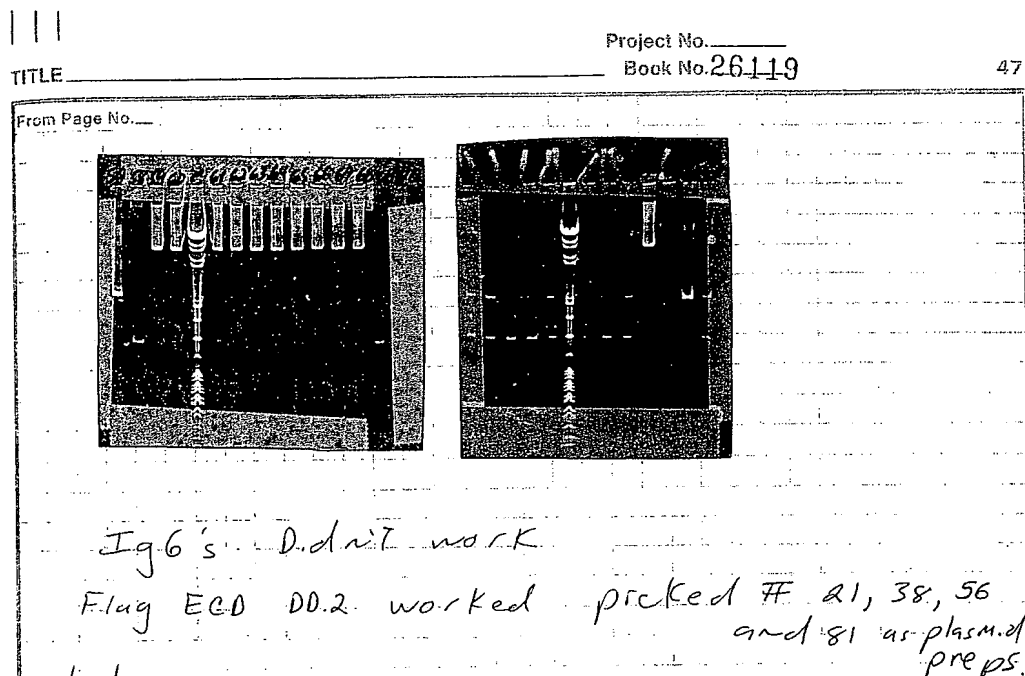 Project No.
TITLE Book No. 26119 47
From Page No.
Ig6's Didn't work
Flag ECD DD.2 worked picked # 21, 38, 56
and 81 as plasmid
preps.